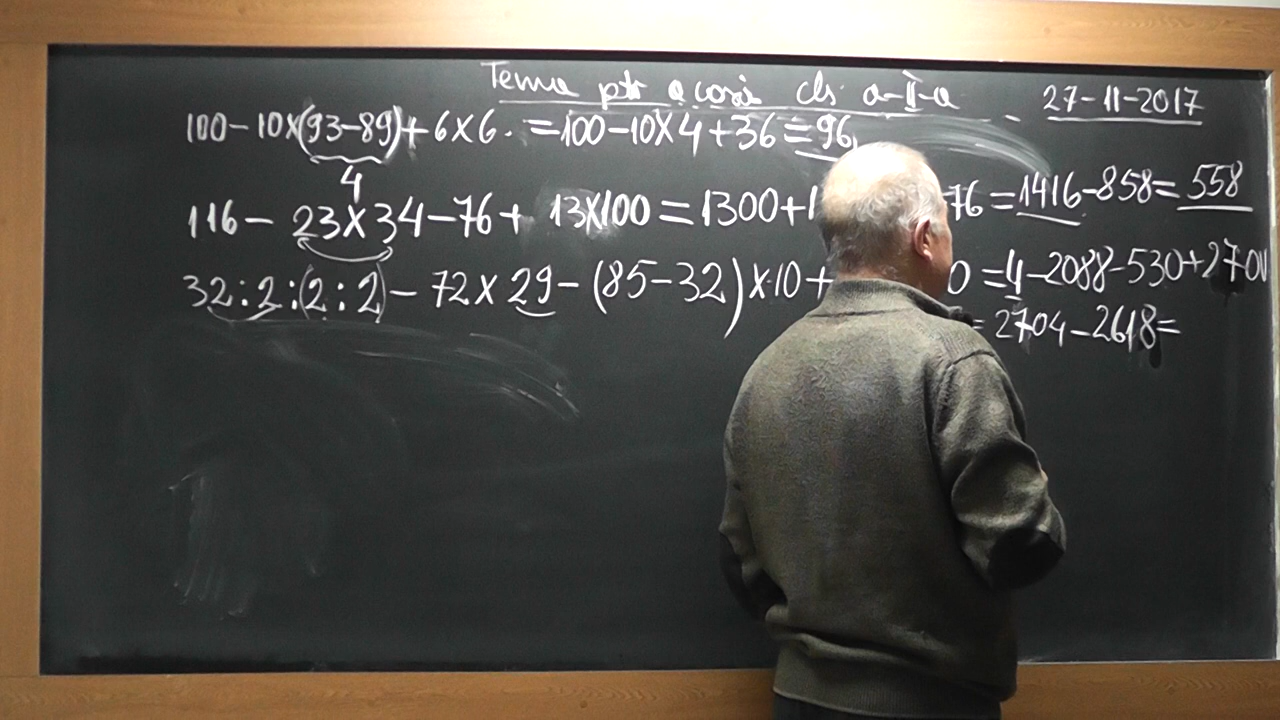 Tema ptr acasă cls a-II-a 27-11-2017
100-10x(93-89)+6x6. =100-10x4+36=96
4
116- 23x34-76+ 13x100=1300+1 76 =1416-858= 558
32:2:(2:2)- 72x29-(85-32)x10+ 0 =4-2088-530+2700
= 2704-2618=